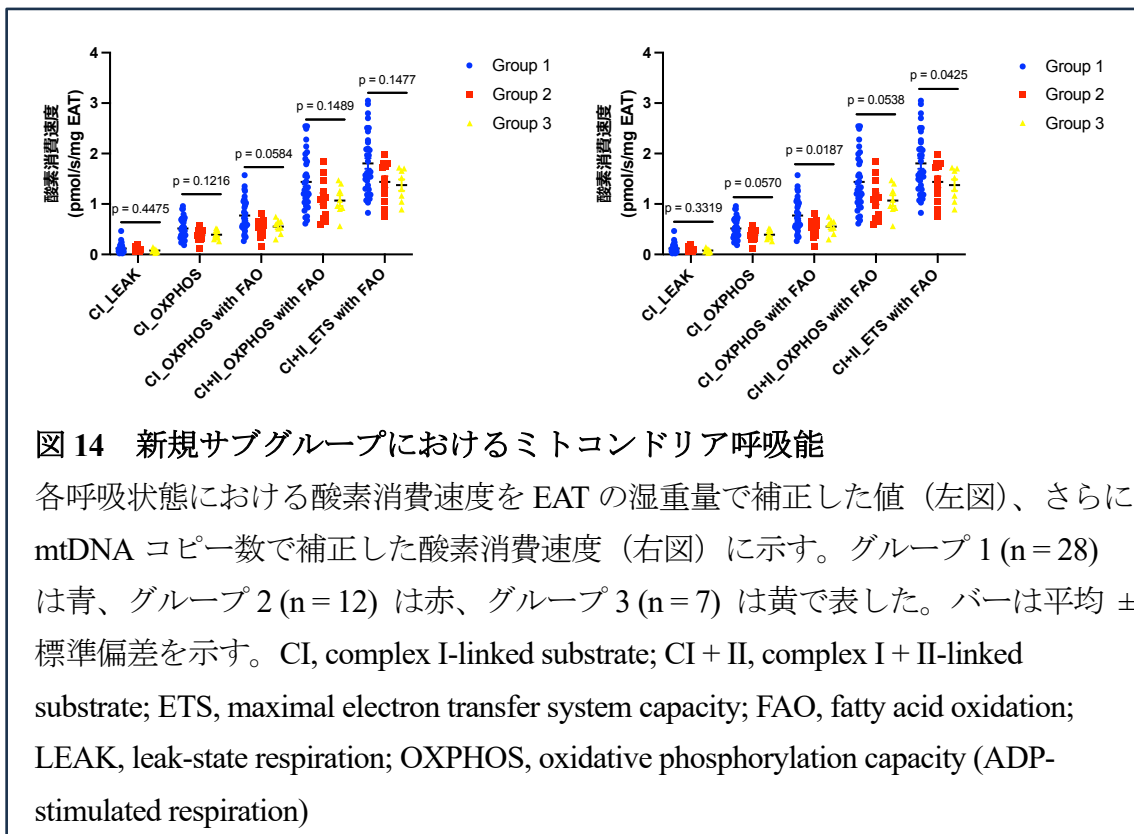 4
3
2
1
0
酸素消費速度
(pmol/s/mg EAT)
p = 0.4475
p = 0.1216
p = 0.0584
p = 0.1489
p = 0.1477
Group 1
Group 2
Group 3
CI_LEAK
CI_OXPHOS
CI_OXPHOS with FAO
CI+II_OXPHOS with FAO
CI+II_ETS with FAO
4
3
2
1
0
酸素消費速度
(pmol/s/mg EAT)
p = 0.3319
p = 0.0570
p = 0.0187
p = 0.0538
p = 0.0425
Group 1
Group 2
Group 3
CI_LEAK
CI_OXPHOS
CI_OXPHOS with FAO
CI+II_OXPHOS with FAO
CI+II_ETS with FAO
図 14 新規サブグループにおけるミトコンドリア呼吸能
各呼吸状態における酸素消費速度を EAT の湿重量で補正した値（左図）、さらに
mtDNA コピー数で補正した酸素消費速度（右図）に示す。グループ 1 (n = 28)
は青、グループ 2 (n = 12) は赤、グループ 3 (n = 7) は黄で表した。バーは平均 ±
標準偏差を示す。CI, complex I-linked substrate; CI + II, complex I + II-linked
substrate; ETS, maximal electron transfer system capacity; FAO, fatty acid oxidation;
LEAK, leak-state respiration; OXPHOS, oxidative phosphorylation capacity (ADP-
stimulated respiration)